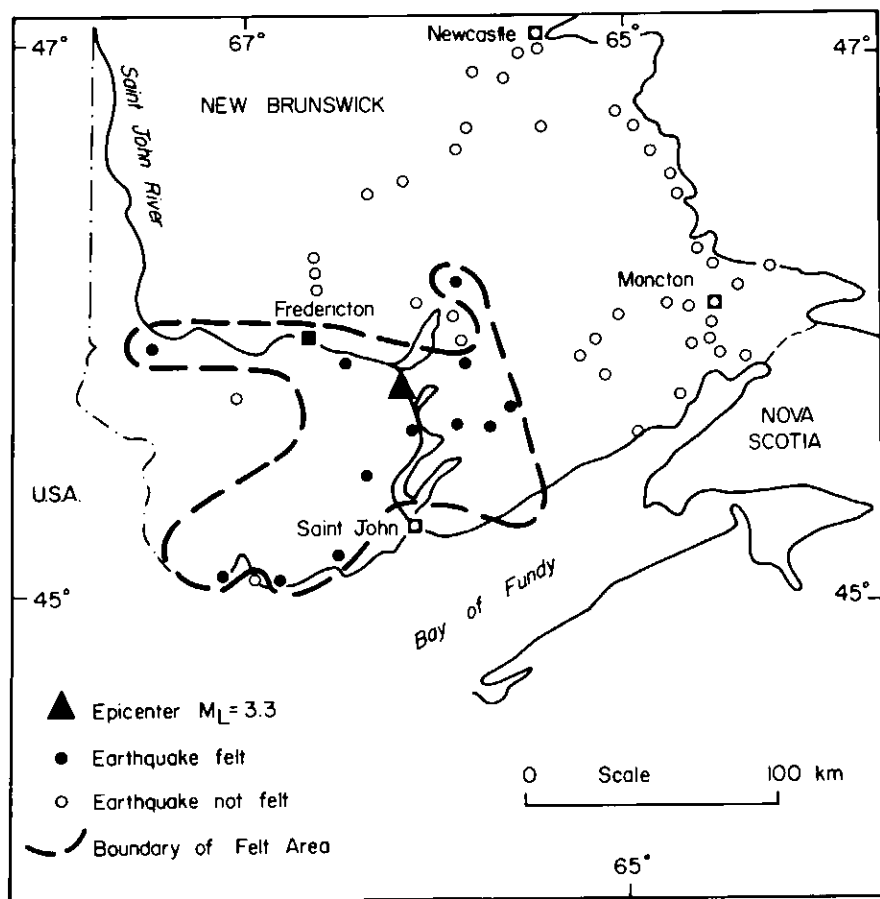 47°
67°
Newcastle
65°
47°
Saint John River
NEW BRUNSWICK
Moncton
Fredericton
NOVA
SCOTIA
U.S.A.
Saint John
45°
Bay of Fundy
45°
Epicenter M_L = 3.3
Earthquake felt
0 Scale 100 km
Earthquake not felt
Boundary of Felt Area
65°